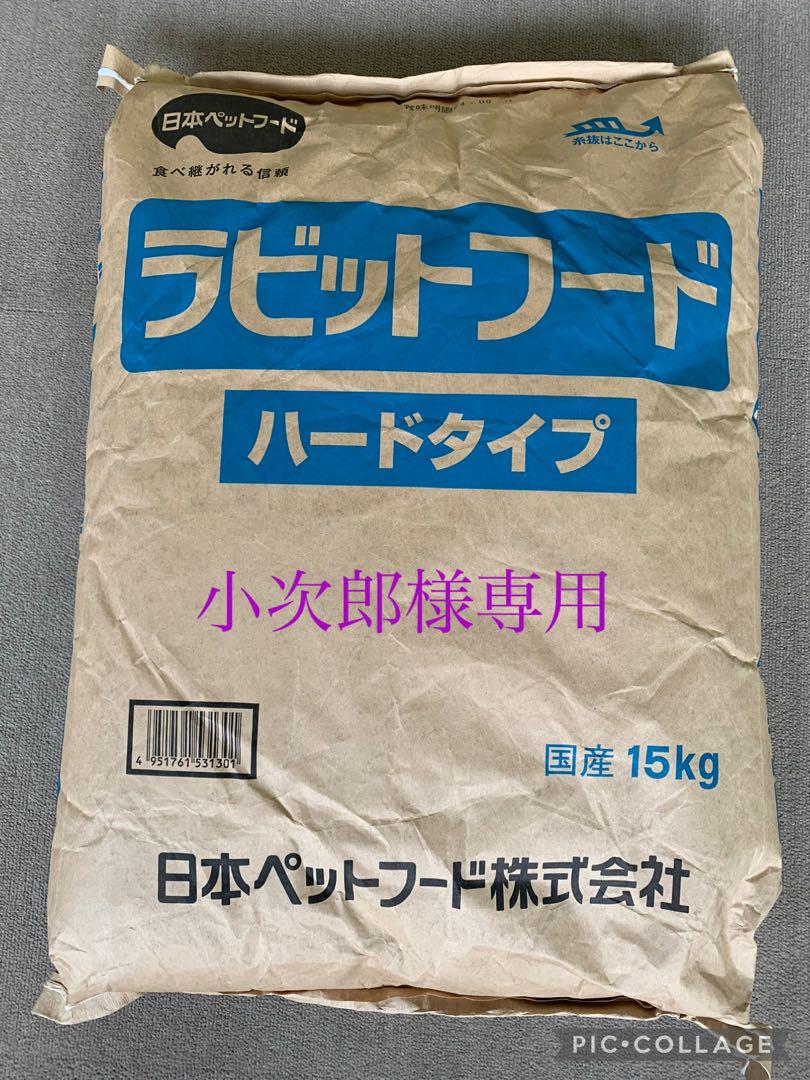 日本ペットフード
食べ継がれる信頼
糸抜はここから
ラビットフード
ハードタイプ
小次郎様専用
4 951761 531301
国産 15kg
日本ペットフード株式会社
PIC•COLLAGE